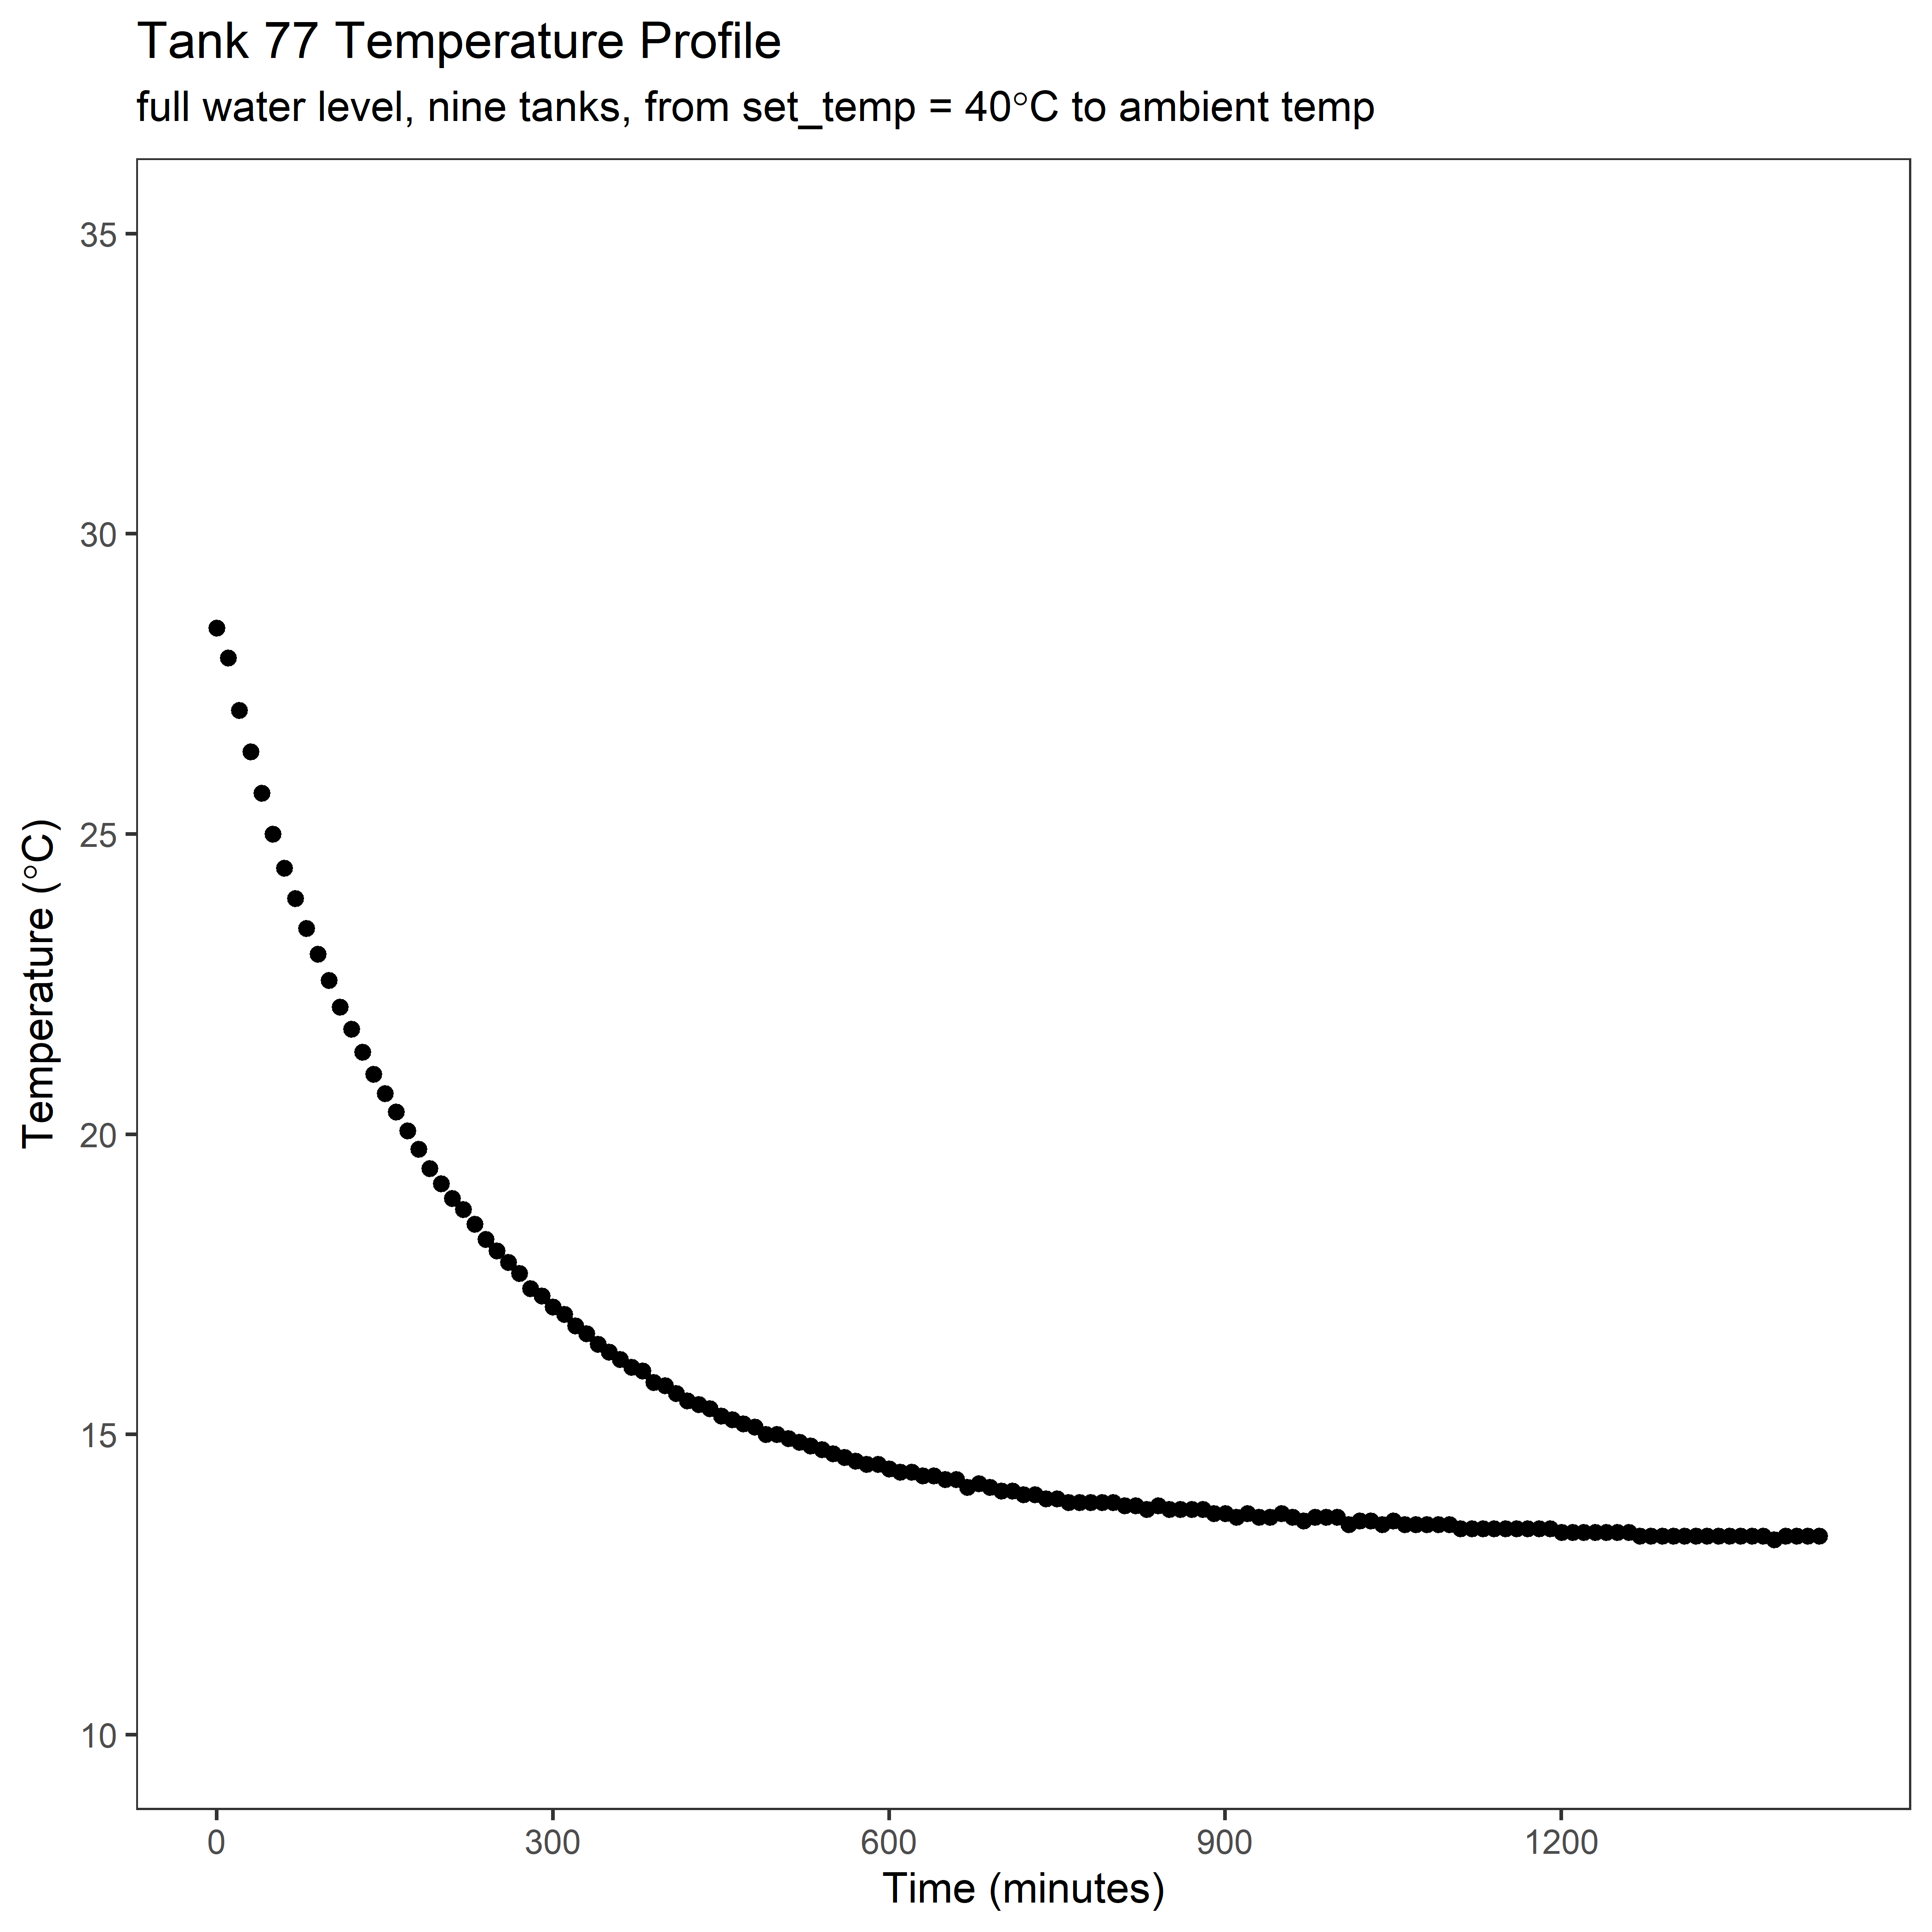 Tank 77 Temperature Profile
full water level, nine tanks, from set_temp = 40°C to ambient temp
35
30
25
20
15
10
Temperature (°C)
0 300 600 900 1200
Time (minutes)